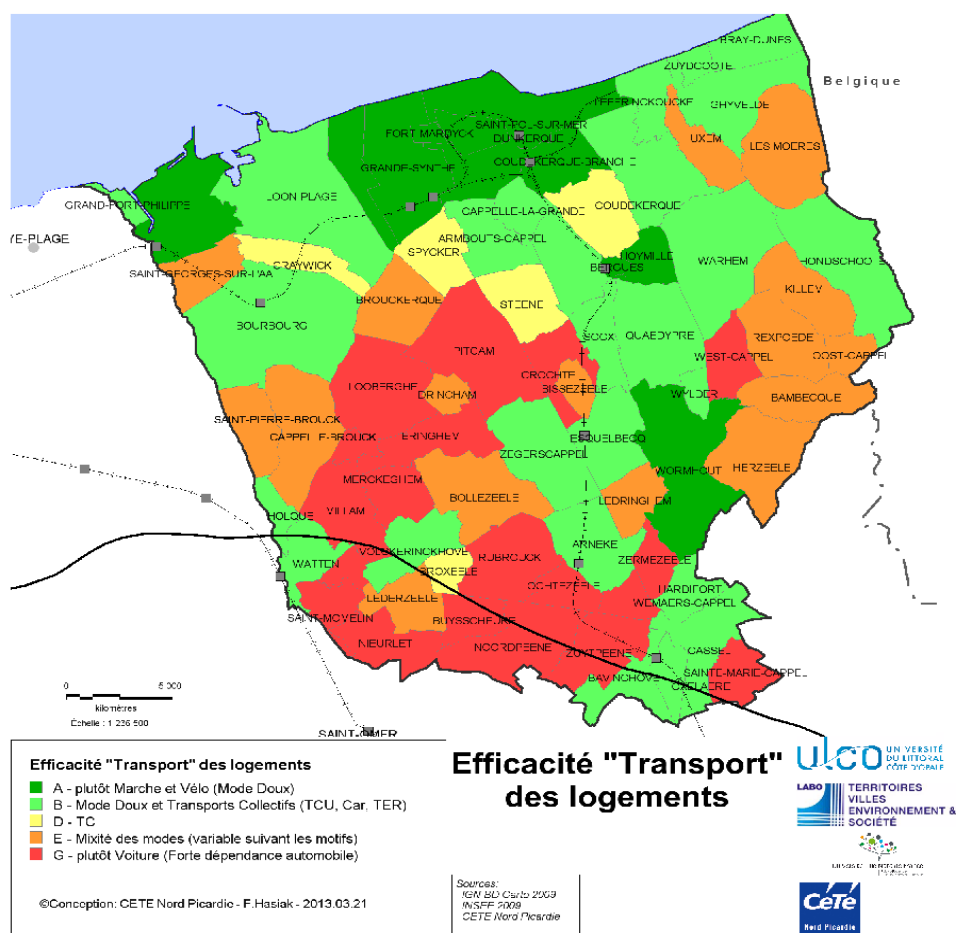 BRAY-DUNES
ZUYDCOOTE
Belgique
LEFFRINCKOUCKE
GHYVELDE
SAINT-POL-SUR-MER
FORT MARDYCK
DUNKERQUE
UXEM
LES MOERES
COUDEKERQUE-BRANCHE
GRANDE-SYNTHE
LOON PLAGE
GRAND-FORT-PHILIPPE
CAPPELLE-LA-GRANDE
COUDEKERQUE
YE-PLAGE
ARMBOUTS-CAPPEL
SPYCKER
HOYMILLE
BERGUES
WARHEM
HONDSCHOOTE
CRAYWICK
SAINT-GEORGES-SUR-L'AA
KILLEM
BROUCKERQUE
STEENE
BOURBOURG
SOCX
QUAEDYPRE
REXPOEDE
PITGAM
WEST-CAPPEL
OOST-CAPPEL
CROCHTE
LOOBERGHE
BISSEZEELE
DRINCHAM
WYLDER
BAMBECQUE
SAINT-PIERRE-BROUCK
CAPPELLE-BROUCK
ERINGHEM
ESQUELBECQ
ZEGERSCAPPEL
WORMHOUT
HERZEELE
MERCKEGHEM
BOLLEZEELE
LEDRINGHEM
MILLAM
HOLQUE
VOLCKERINCKHOVE
RUBROUCK
ARNEKE
ZERMEZEELE
WATTEN
BROXEELE
OCHTEZEELE
HARDIFORT
LEDERZEELE
WEMAERS-CAPPEL
SAINT-MOMELIN
BUYSSCHEURE
NIEURLET
NOORDPEENE
ZUYTPEENE
CASSEL
SAINTE-MARIE-CAPPEL
BAVINCHOVE
OXELAERE
0 5 000
kilomètres
Échelle : 1 236 500
SAINT-OMER
Efficacité "Transport" des logements
A - plutôt Marche et Vélo (Mode Doux)
B - Mode Doux et Transports Collectifs (TCU, Car, TER)
D - TC
E - Mixité des modes (variable suivant les motifs)
G - plutôt Voiture (Forte dépendance automobile)
©Conception: CETE Nord Picardie - F.Hasiak - 2013.03.21
Sources:
IGN BD Carto 2009
INSEE 2009
CETE Nord Picardie
Efficacité "Transport"
des logements
ulco
UNIVERSITÉ
DU LITTORAL
CÔTE D'OPALE
LABO
TERRITOIRES
VILLES
ENVIRONNEMENT &
SOCIÉTÉ
CéTé
Nord Picardie